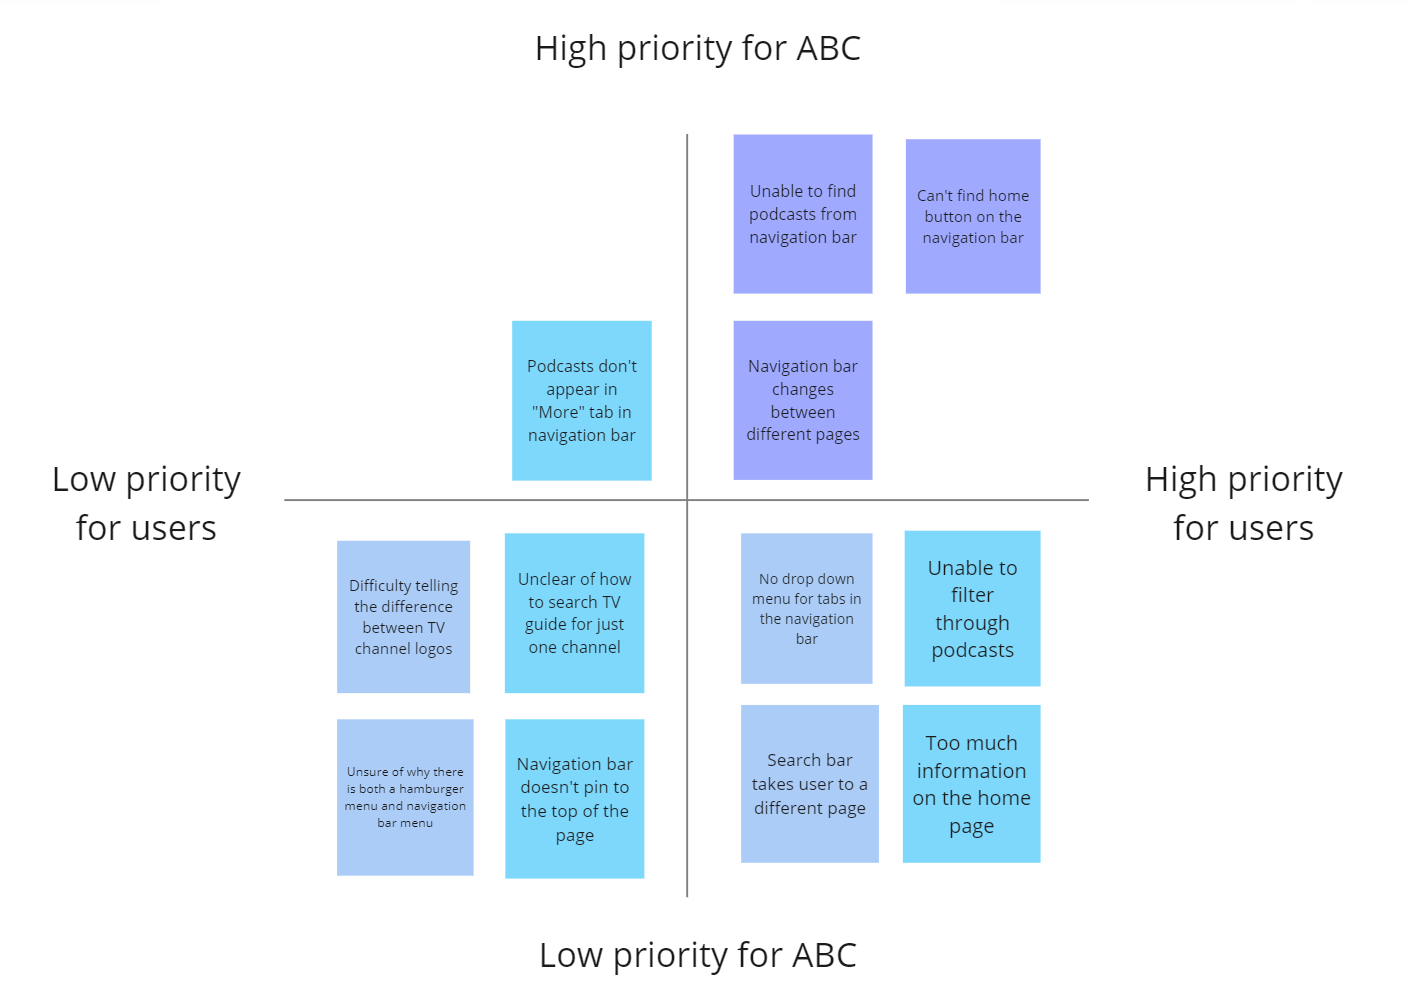 High priority for ABC
Unable to find
podcasts from
navigation bar
Can't find home
button on the
navigation bar
Podcasts don't
appear in
"More" tab in
navigation bar
Navigation bar
changes
between
different pages
Low priority
for users
High priority
for users
Difficulty telling
the difference
between TV
channel logos
Unclear of how
to search TV
guide for just
one channel
No drop down
menu for tabs in
the navigation
bar
Unable to
filter
through
podcasts
Unsure of why there
is both a hamburger
menu and navigation
bar menu
Navigation bar
doesn't pin to
the top of the
page
Search bar
takes user to a
different page
Too much
information
on the home
page
Low priority for ABC